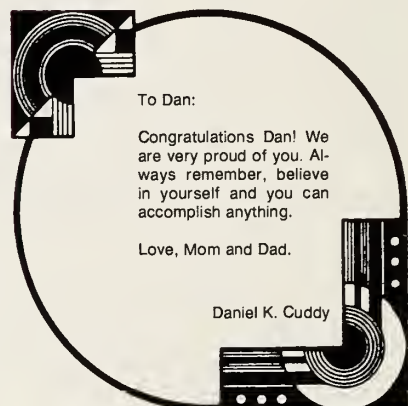 To Dan:
Congratulations Dan! We
are very proud of you. Al-
ways remember, believe
in yourself and you can
accomplish anything.
Love, Mom and Dad.
Daniel K. Cuddy